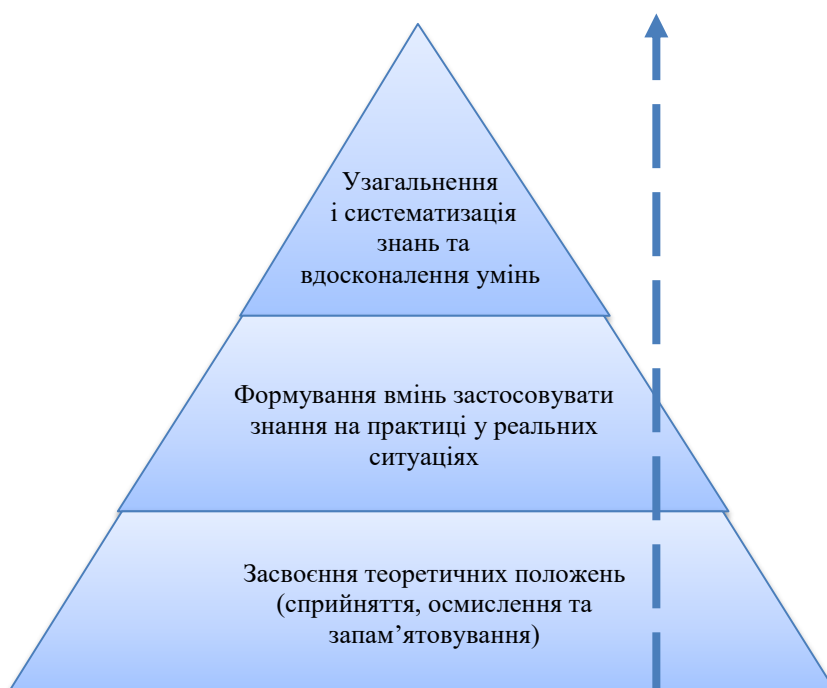 Узагальнення
і систематизація
знань та
вдосконалення умінь
Формування вмінь застосовувати
знання на практиці у реальних
ситуаціях
Засвоєння теоретичних положень
(сприйняття, осмислення та
запам’ятовування)